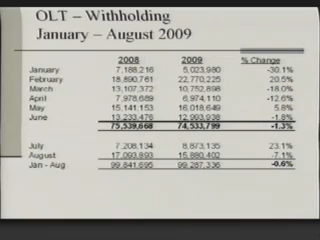 OLT – Withholding
January – August 2009
2008 2009 % Change
January 7,188,216 5,023,980 -30.1%
February 18,890,761 22,770,225 20.5%
March 13,107,372 10,752,898 -18.0%
April 7,978,689 6,974,110 -12.6%
May 15,141,153 16,018,649 5.8%
June 13,233,476 12,993,938 -1.8%
75,539,668 74,533,799 -1.3%
July 7,208,134 8,873,135 23.1%
August 17,093,893 15,880,402 -7.1%
Jan - Aug 99,841,695 99,287,336 -0.6%